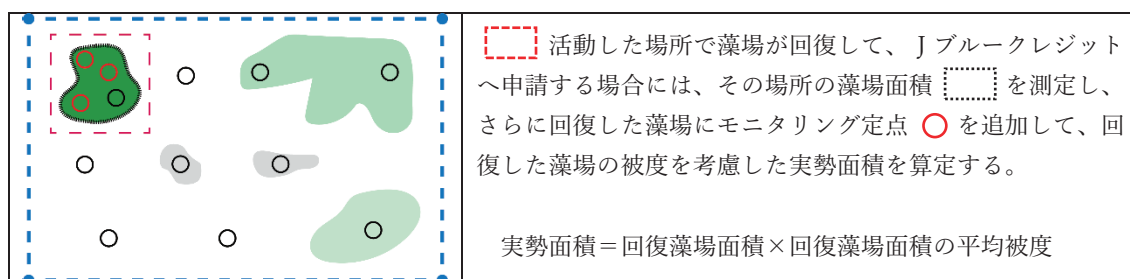 活動した場所で藻場が回復して、Jブルークレジット
へ申請する場合には、その場所の藻場面積 を測定し、
さらに回復した藻場にモニタリング定点 を追加して、回
復した藻場の被度を考慮した実勢面積を算定する。
実勢面積＝回復藻場面積×回復藻場面積の平均被度